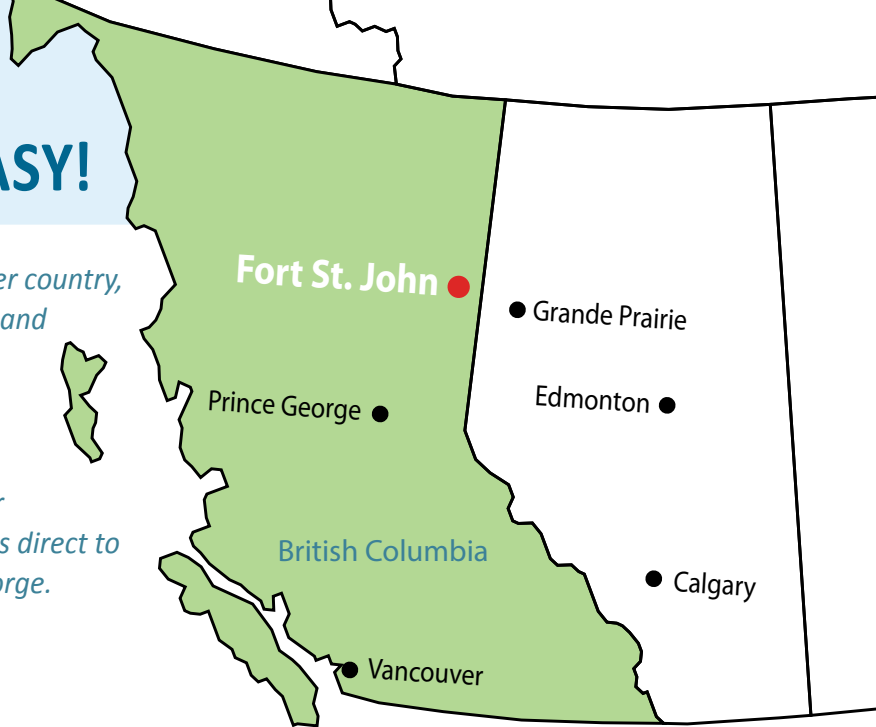 ASY!
er country,
and
r
s direct to
orge.
Fort St. John
Grande Prairie
Edmonton
Prince George
British Columbia
Calgary
Vancouver